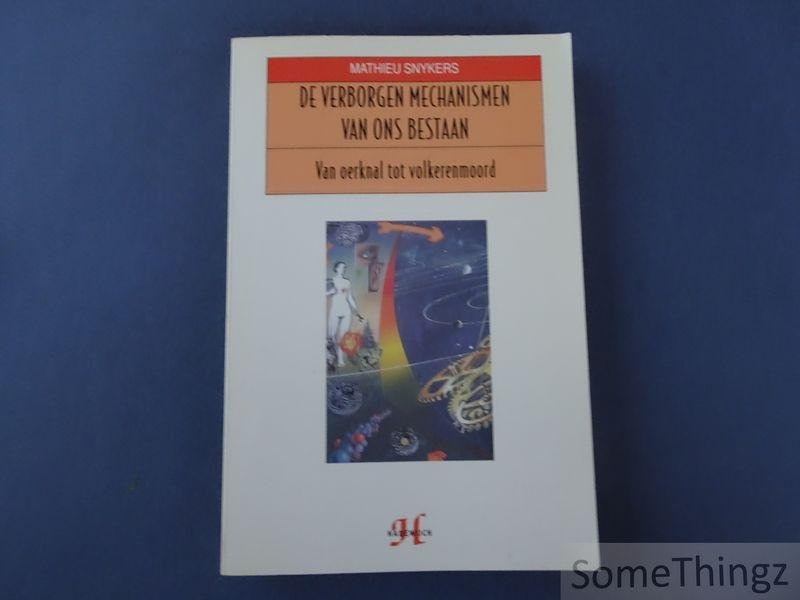 MATHIEU SNYKERS
DE VERBORGEN MECHANISMEN
VAN ONS BESTAAN
Van oerknal tot volkerenmoord
H
HADEWIJCH
SomeThingz